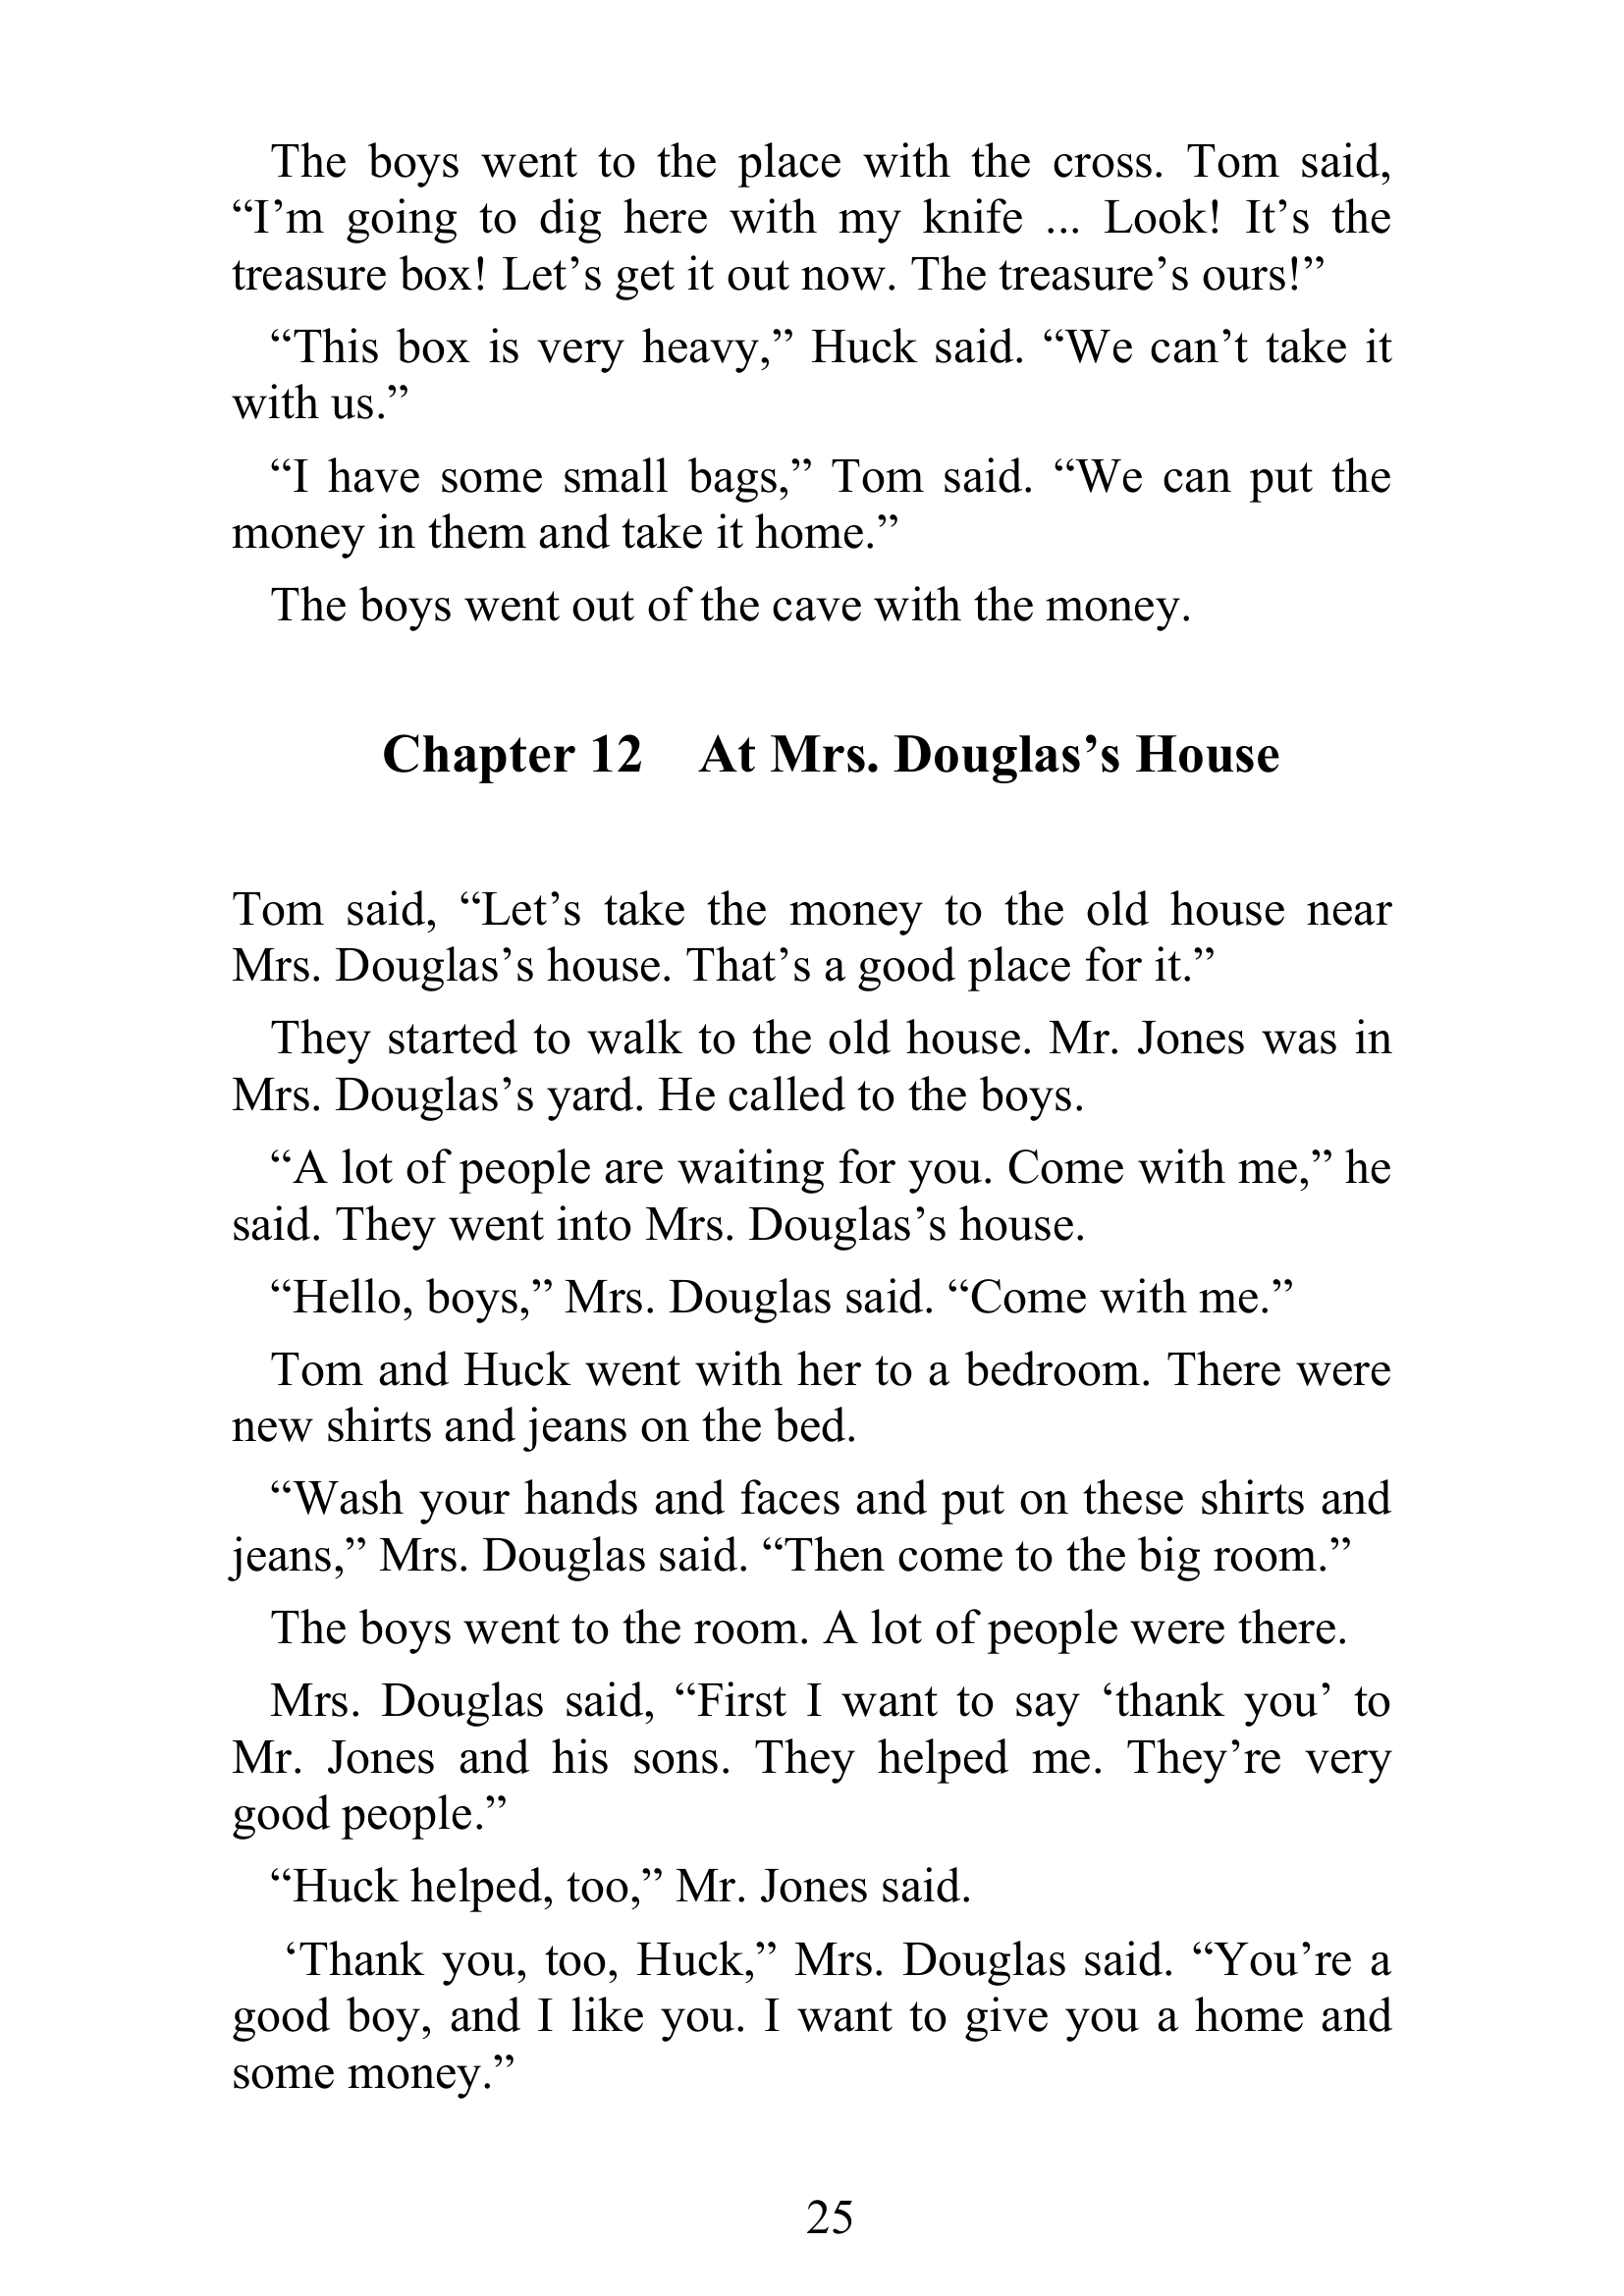 The boys went to the place with the cross. Tom said,
“I’m going to dig here with my knife ... Look! It’s the
treasure box! Let’s get it out now. The treasure’s ours!”
“This box is very heavy,” Huck said. “We can’t take it
with us.”
“I have some small bags,” Tom said. “We can put the
money in them and take it home.”
The boys went out of the cave with the money.
Chapter 12 At Mrs. Douglas’s House
Tom said, “Let’s take the money to the old house near
Mrs. Douglas’s house. That’s a good place for it.”
They started to walk to the old house. Mr. Jones was in
Mrs. Douglas’s yard. He called to the boys.
“A lot of people are waiting for you. Come with me,” he
said. They went into Mrs. Douglas’s house.
“Hello, boys,” Mrs. Douglas said. “Come with me.”
Tom and Huck went with her to a bedroom. There were
new shirts and jeans on the bed.
“Wash your hands and faces and put on these shirts and
jeans,” Mrs. Douglas said. “Then come to the big room.”
The boys went to the room. A lot of people were there.
Mrs. Douglas said, “First I want to say ‘thank you’ to
Mr. Jones and his sons. They helped me. They’re very
good people.”
“Huck helped, too,” Mr. Jones said.
‘Thank you, too, Huck,” Mrs. Douglas said. “You’re a
good boy, and I like you. I want to give you a home and
some money.”
25